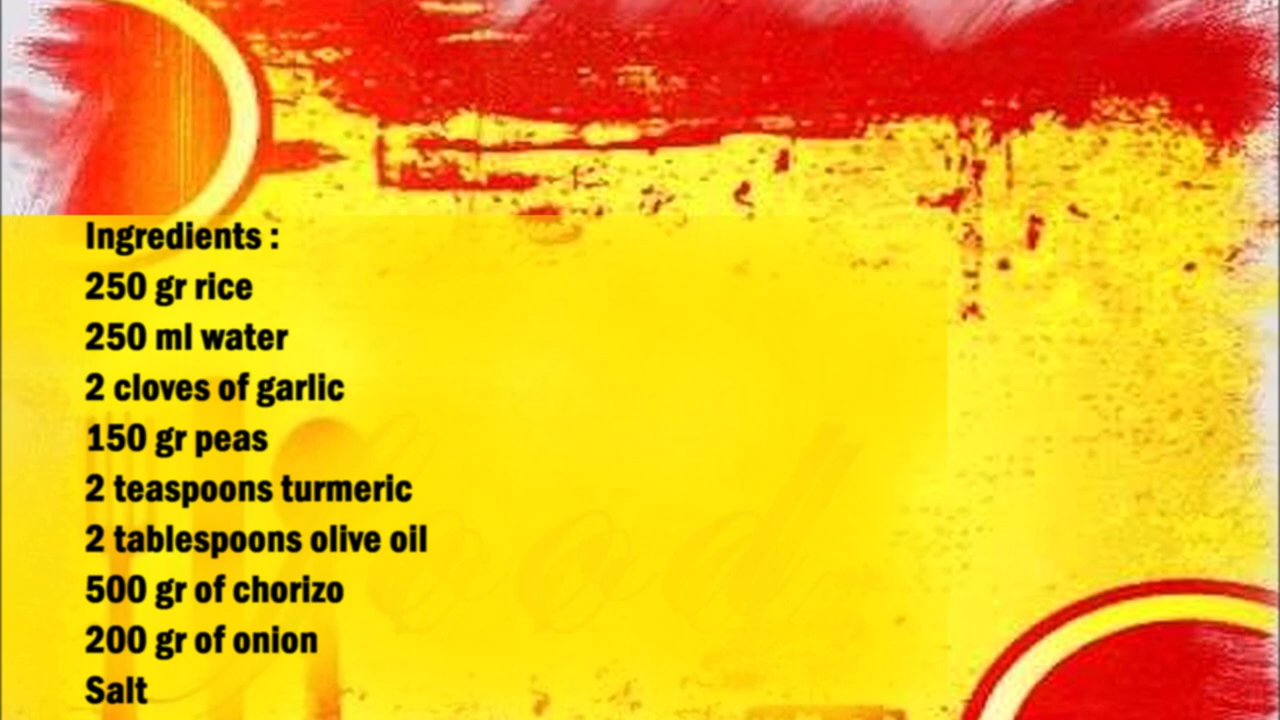 Ingredients :
250 gr rice
250 ml water
2 cloves of garlic
150 gr peas
2 teaspoons turmeric
2 tablespoons olive oil
500 gr of chorizo
200 gr of onion
Salt
food